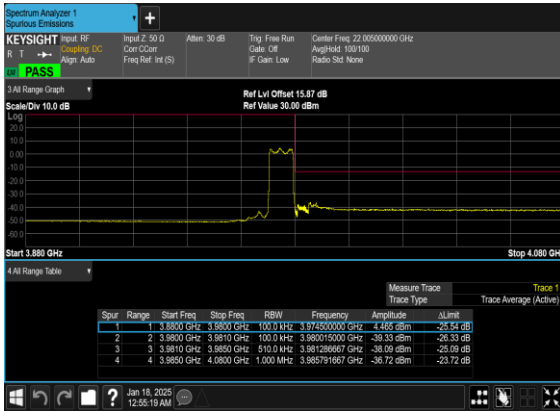 Spectrum Analyzer 1
Spurious Emissions
KEYSIGHT Input: RF Input Z: 50 Ω Atten: 30 dB Trig: Free Run Center Freq: 22.005000000 GHz
R T Coupling: DC Corr CCorr Gate: Off Avg|Hold: 100/100
Align: Auto Freq Ref: Int (S) IF Gain: Low Radio Std: None
LXI PASS
3 All Range Graph Ref Lvl Offset 15.87 dB
Scale/Div 10.0 dB Ref Value 30.00 dBm
Log
20.0
10.0
0.00
-10.0
-20.0
-30.0
-40.0
-50.0
-60.0
Start 3.880 GHz Stop 4.080 GH
4 All Range Table
Measure Trace Trace 1
Trace Type Trace Average (Active)
Spur Range Start Freq Stop Freq RBW Frequency Amplitude ΔLimit
1 1 3.8800 GHz 3.9800 GHz 100.0 kHz 3.974500000 GHz 4.465 dBm -25.54 dB
2 2 3.9800 GHz 3.9810 GHz 100.0 kHz 3.980015000 GHz -39.33 dBm -26.33 dB
3 3 3.9810 GHz 3.9850 GHz 510.0 kHz 3.981286667 GHz -38.09 dBm -25.09 dB
4 4 3.9850 GHz 4.0800 GHz 1.000 MHz 3.985791667 GHz -36.72 dBm -23.72 dB
Jan 18, 2025
12:55:19 AM